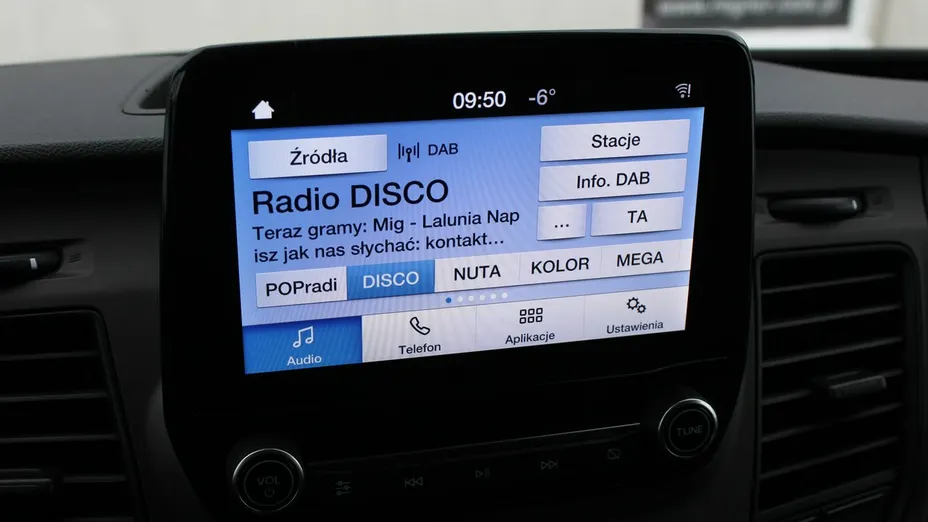 09:50 -6°
Źródła
DAB
Stacje
Radio DISCO
Info. DAB
Teraz gramy: Mig - Lalunia Nap
isz jak nas słychać: kontakt...
... TA
POPradi DISCO NUTA KOLOR MEGA
Audio Telefon Aplikacje Ustawienia
VOL
TUNE